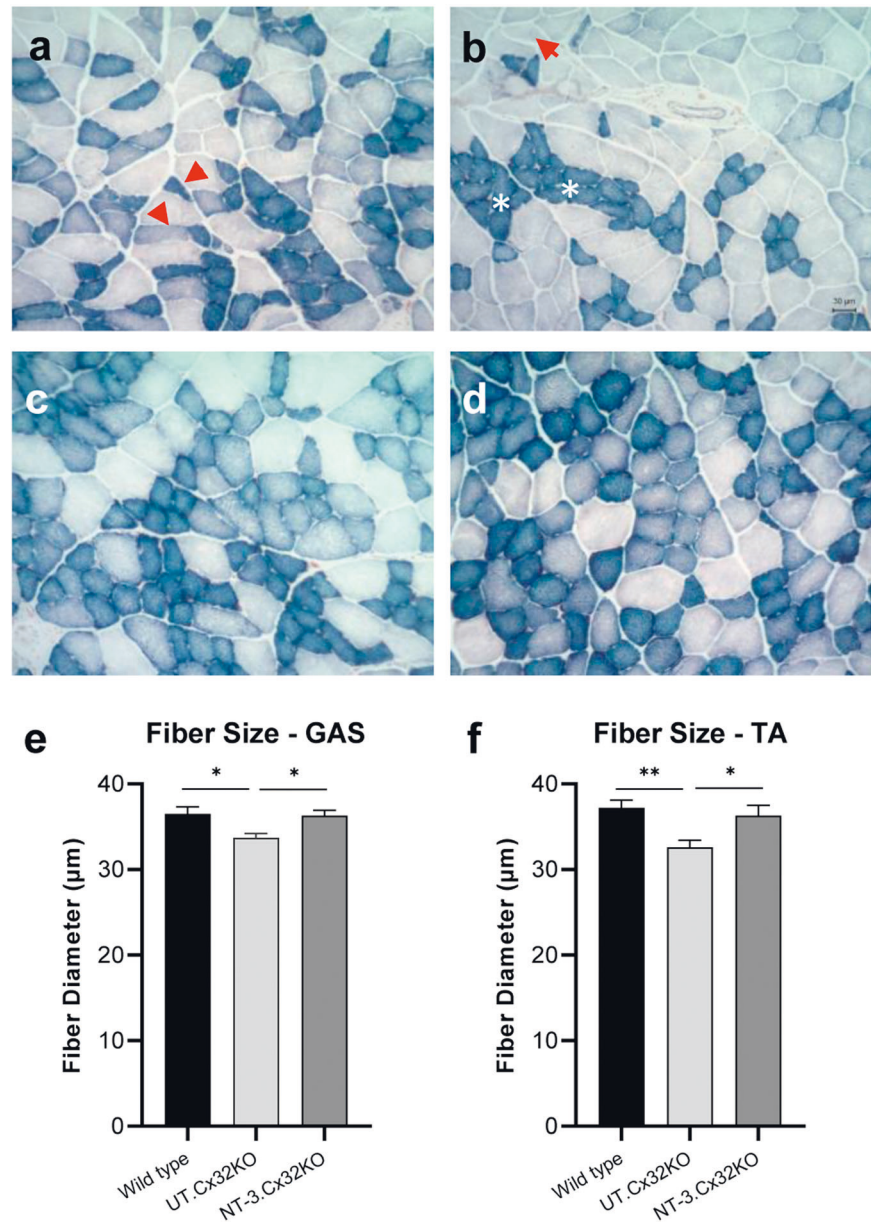 a
b
*
*
30 µm
c
d
e
Fiber Size - GAS
f
Fiber Size - TA
*
*
**
*
Fiber Diameter (µm)
40
30
20
10
0
Wild type
UT.Cx32KO
NT-3.Cx32KO
Fiber Diameter (µm)
40
30
20
10
0
Wild type
UT.Cx32KO
NT-3.Cx32KO